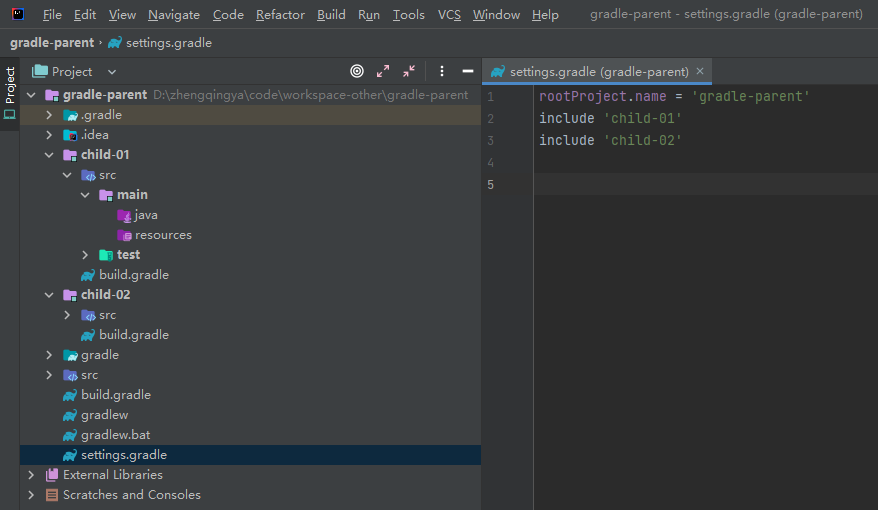 File Edit View Navigate Code Refactor Build Run Tools VCS Window Help gradle-parent - settings.gradle (gradle-parent)
gradle-parent › settings.gradle
Project
Project
settings.gradle (gradle-parent) ×
gradle-parent D:\zhengqingya\code\workspace-other\gradle-parent
.gradle
.idea
child-01
src
main
java
resources
test
build.gradle
child-02
src
build.gradle
gradle
src
build.gradle
gradlew
gradlew.bat
settings.gradle
External Libraries
Scratches and Consoles
1 rootProject.name = 'gradle-parent'
2 include 'child-01'
3 include 'child-02'
4
5